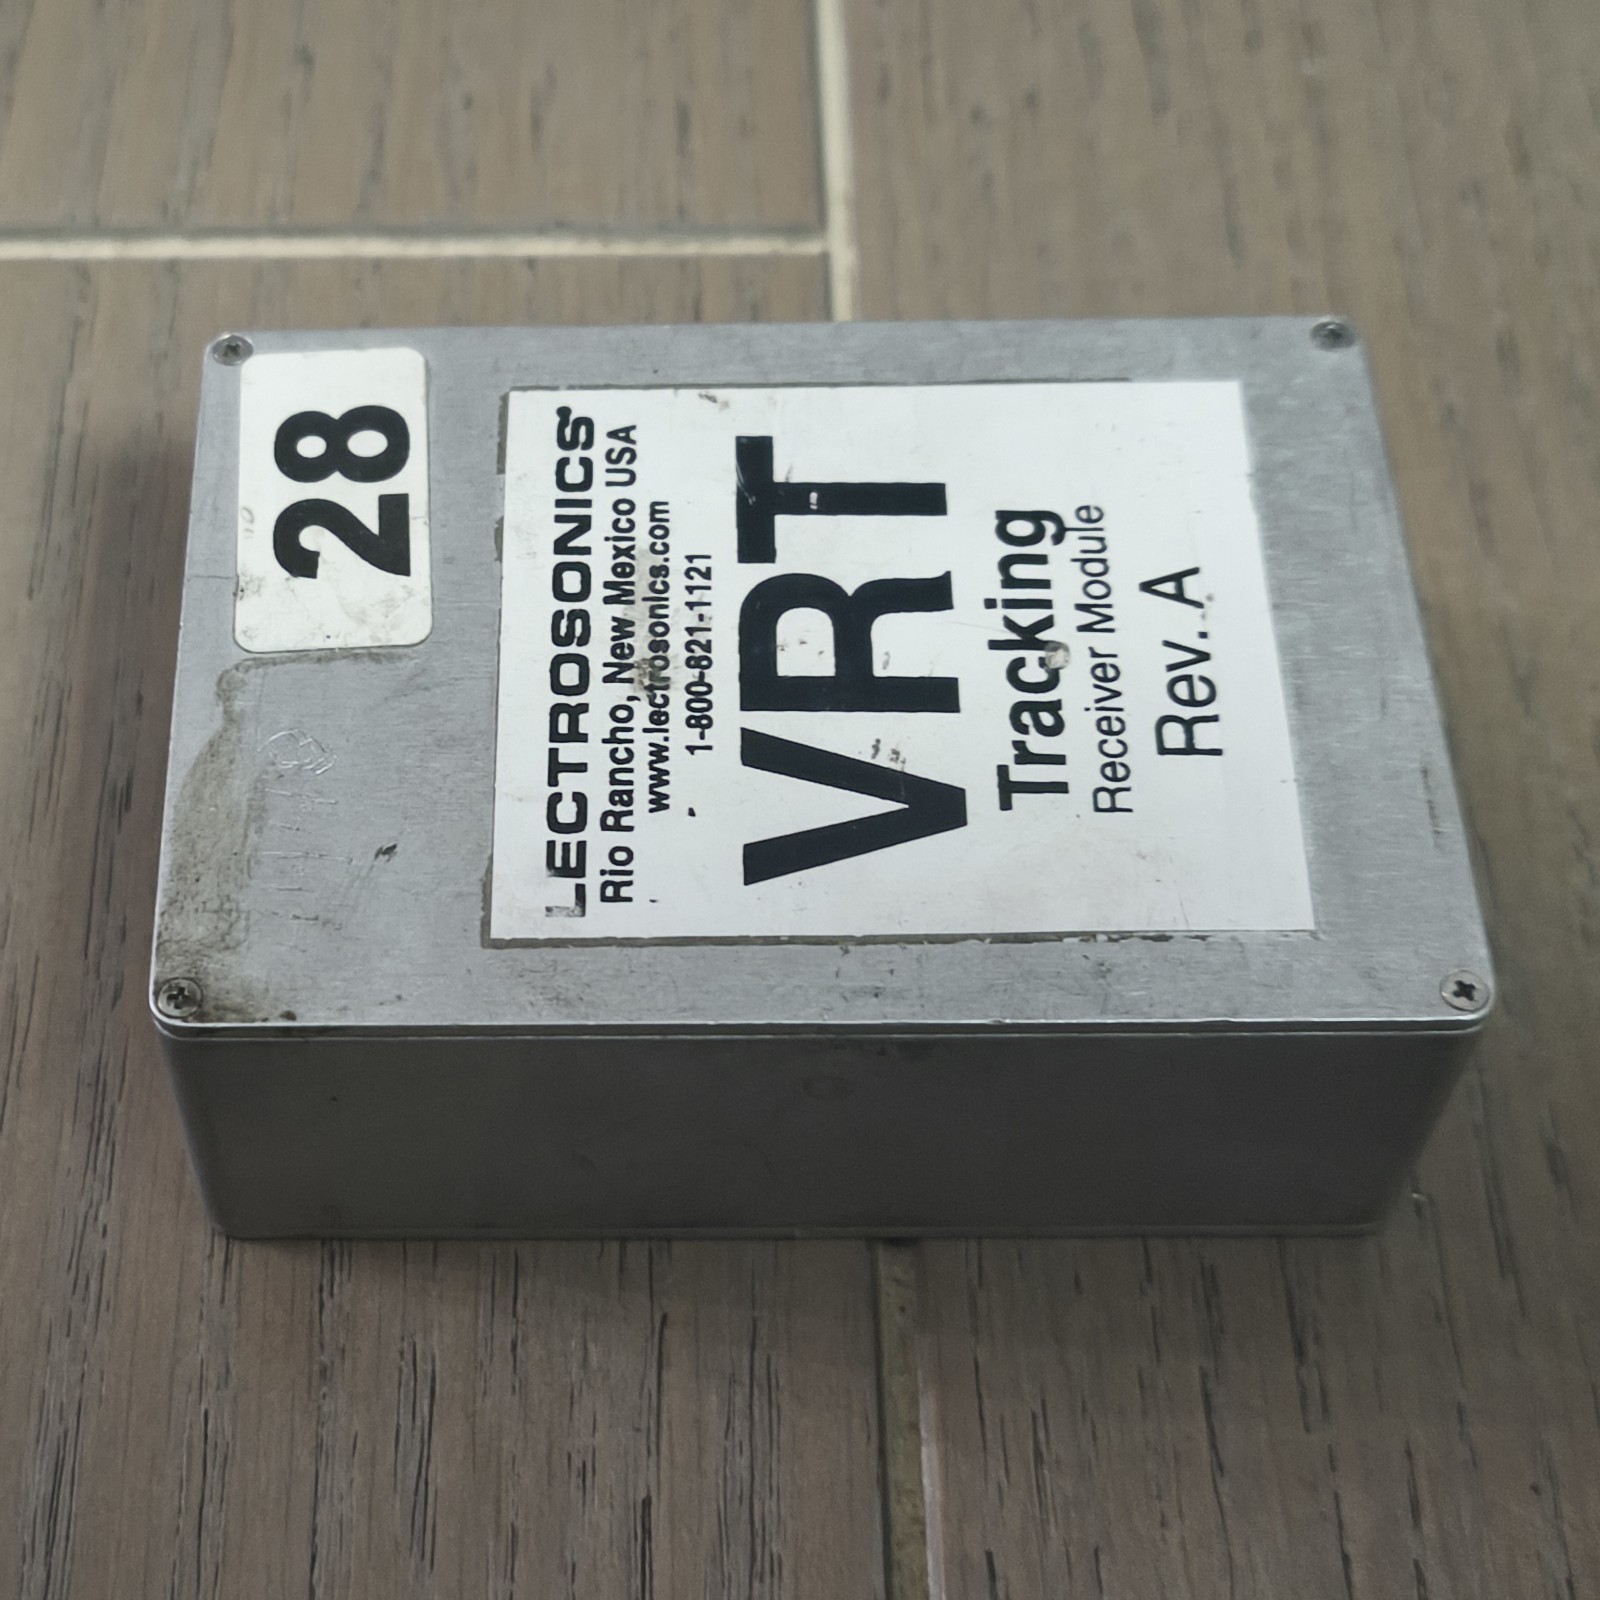 28
LECTROSONICS®
Rio Rancho, New Mexico USA
www.lectrosonics.com
1-800-821-1121
VRT
Tracking
Receiver Module
Rev. A